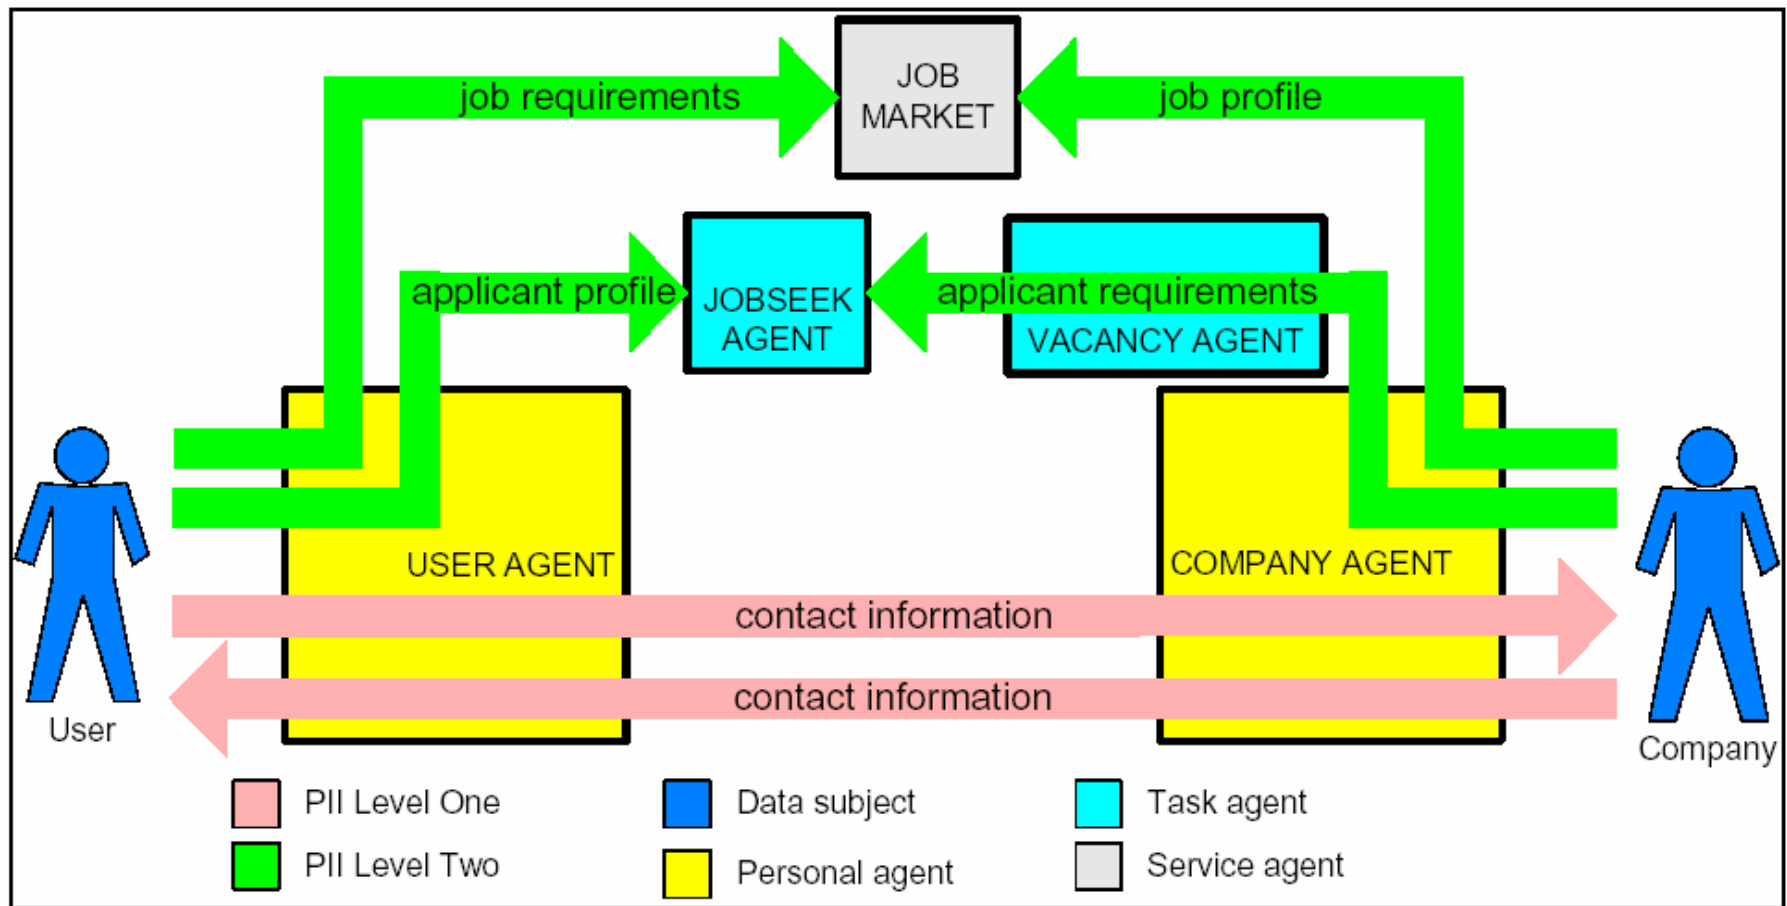 JOB
MARKET
job requirements
job profile
applicant profile
JOBSEEK
AGENT
applicant requirements
VACANCY AGENT
USER AGENT
COMPANY AGENT
contact information
contact information
User
Company
PII Level One
Data subject
Task agent
PII Level Two
Personal agent
Service agent